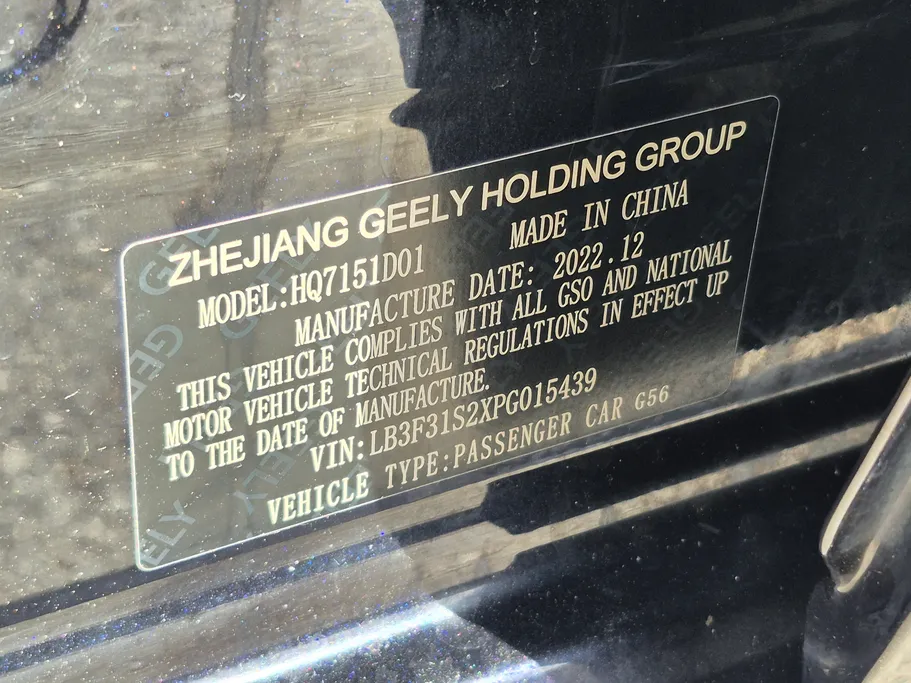 ZHEJIANG GEELY HOLDING GROUP
MADE IN CHINA
MODEL:HQ7151D01
MANUFACTURE DATE: 2022.12
THIS VEHICLE COMPLIES WITH ALL GSO AND NATIONAL
MOTOR VEHICLE TECHNICAL REGULATIONS IN EFFECT UP
TO THE DATE OF MANUFACTURE.
VIN:LB3F31S2XPG015439
VEHICLE TYPE:PASSENGER CAR G56